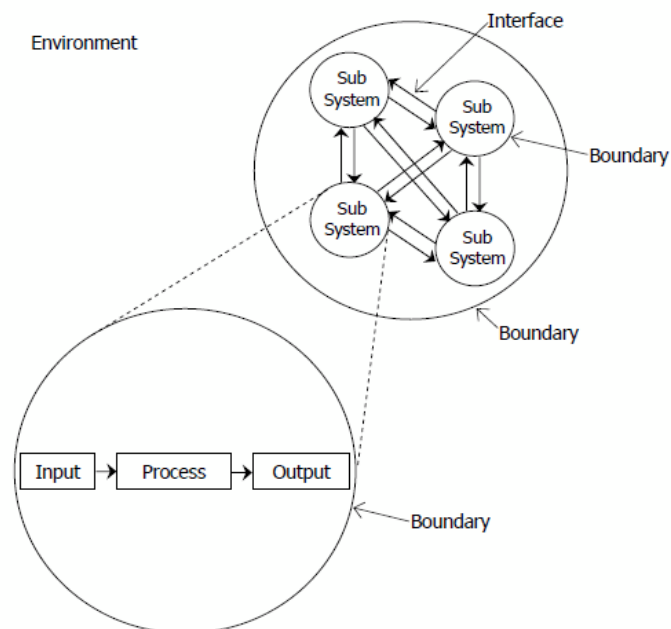 Environment
Interface
Sub
System
Sub
System
Boundary
Sub
System
Sub
System
Boundary
Input
Process
Output
Boundary